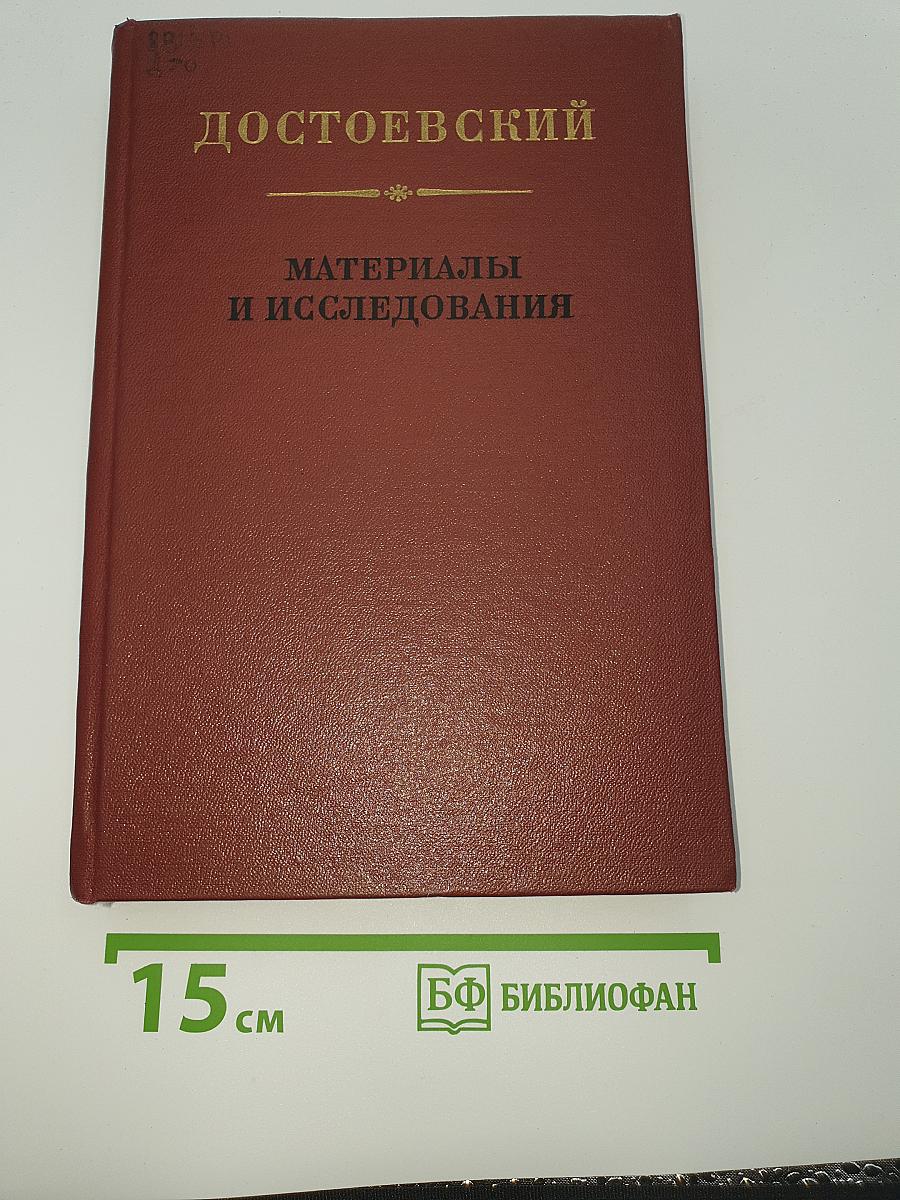 ДОСТОЕВСКИЙ
МАТЕРИАЛЫ
И ИССЛЕДОВАНИЯ
15 см
БФ БИБЛИОФАН